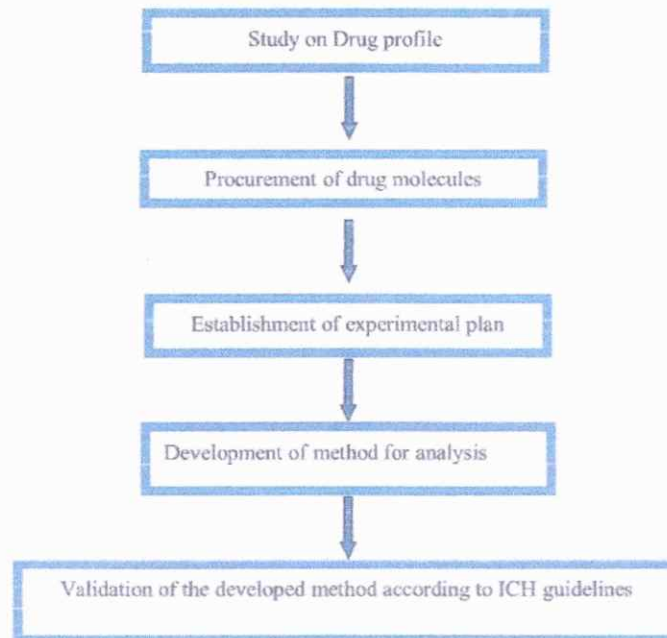 Study on Drug profile
Procurement of drug molecules
Establishment of experimental plan
Development of method for analysis
Validation of the developed method according to ICH guidelines